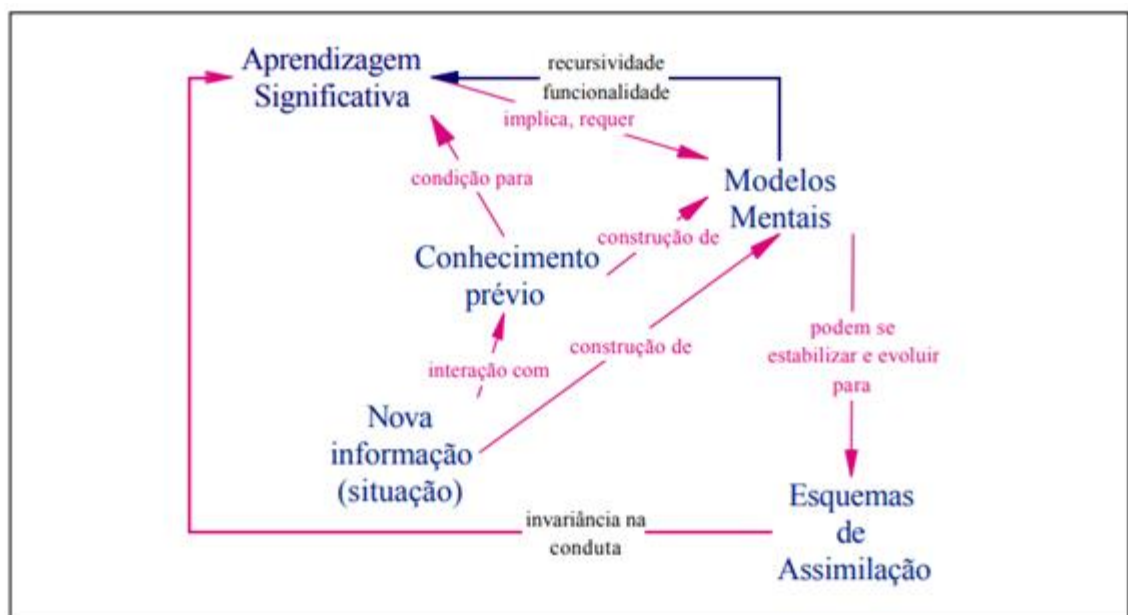 Aprendizagem
Significativa
recursividade
funcionalidade
implica, requer
condição para
Modelos
Mentais
construção de
Conhecimento
prévio
podem se
estabilizar e evoluir
para
construção de
interação com
Nova
informação
(situação)
Esquemas
de
Assimilação
invariância na
conduta